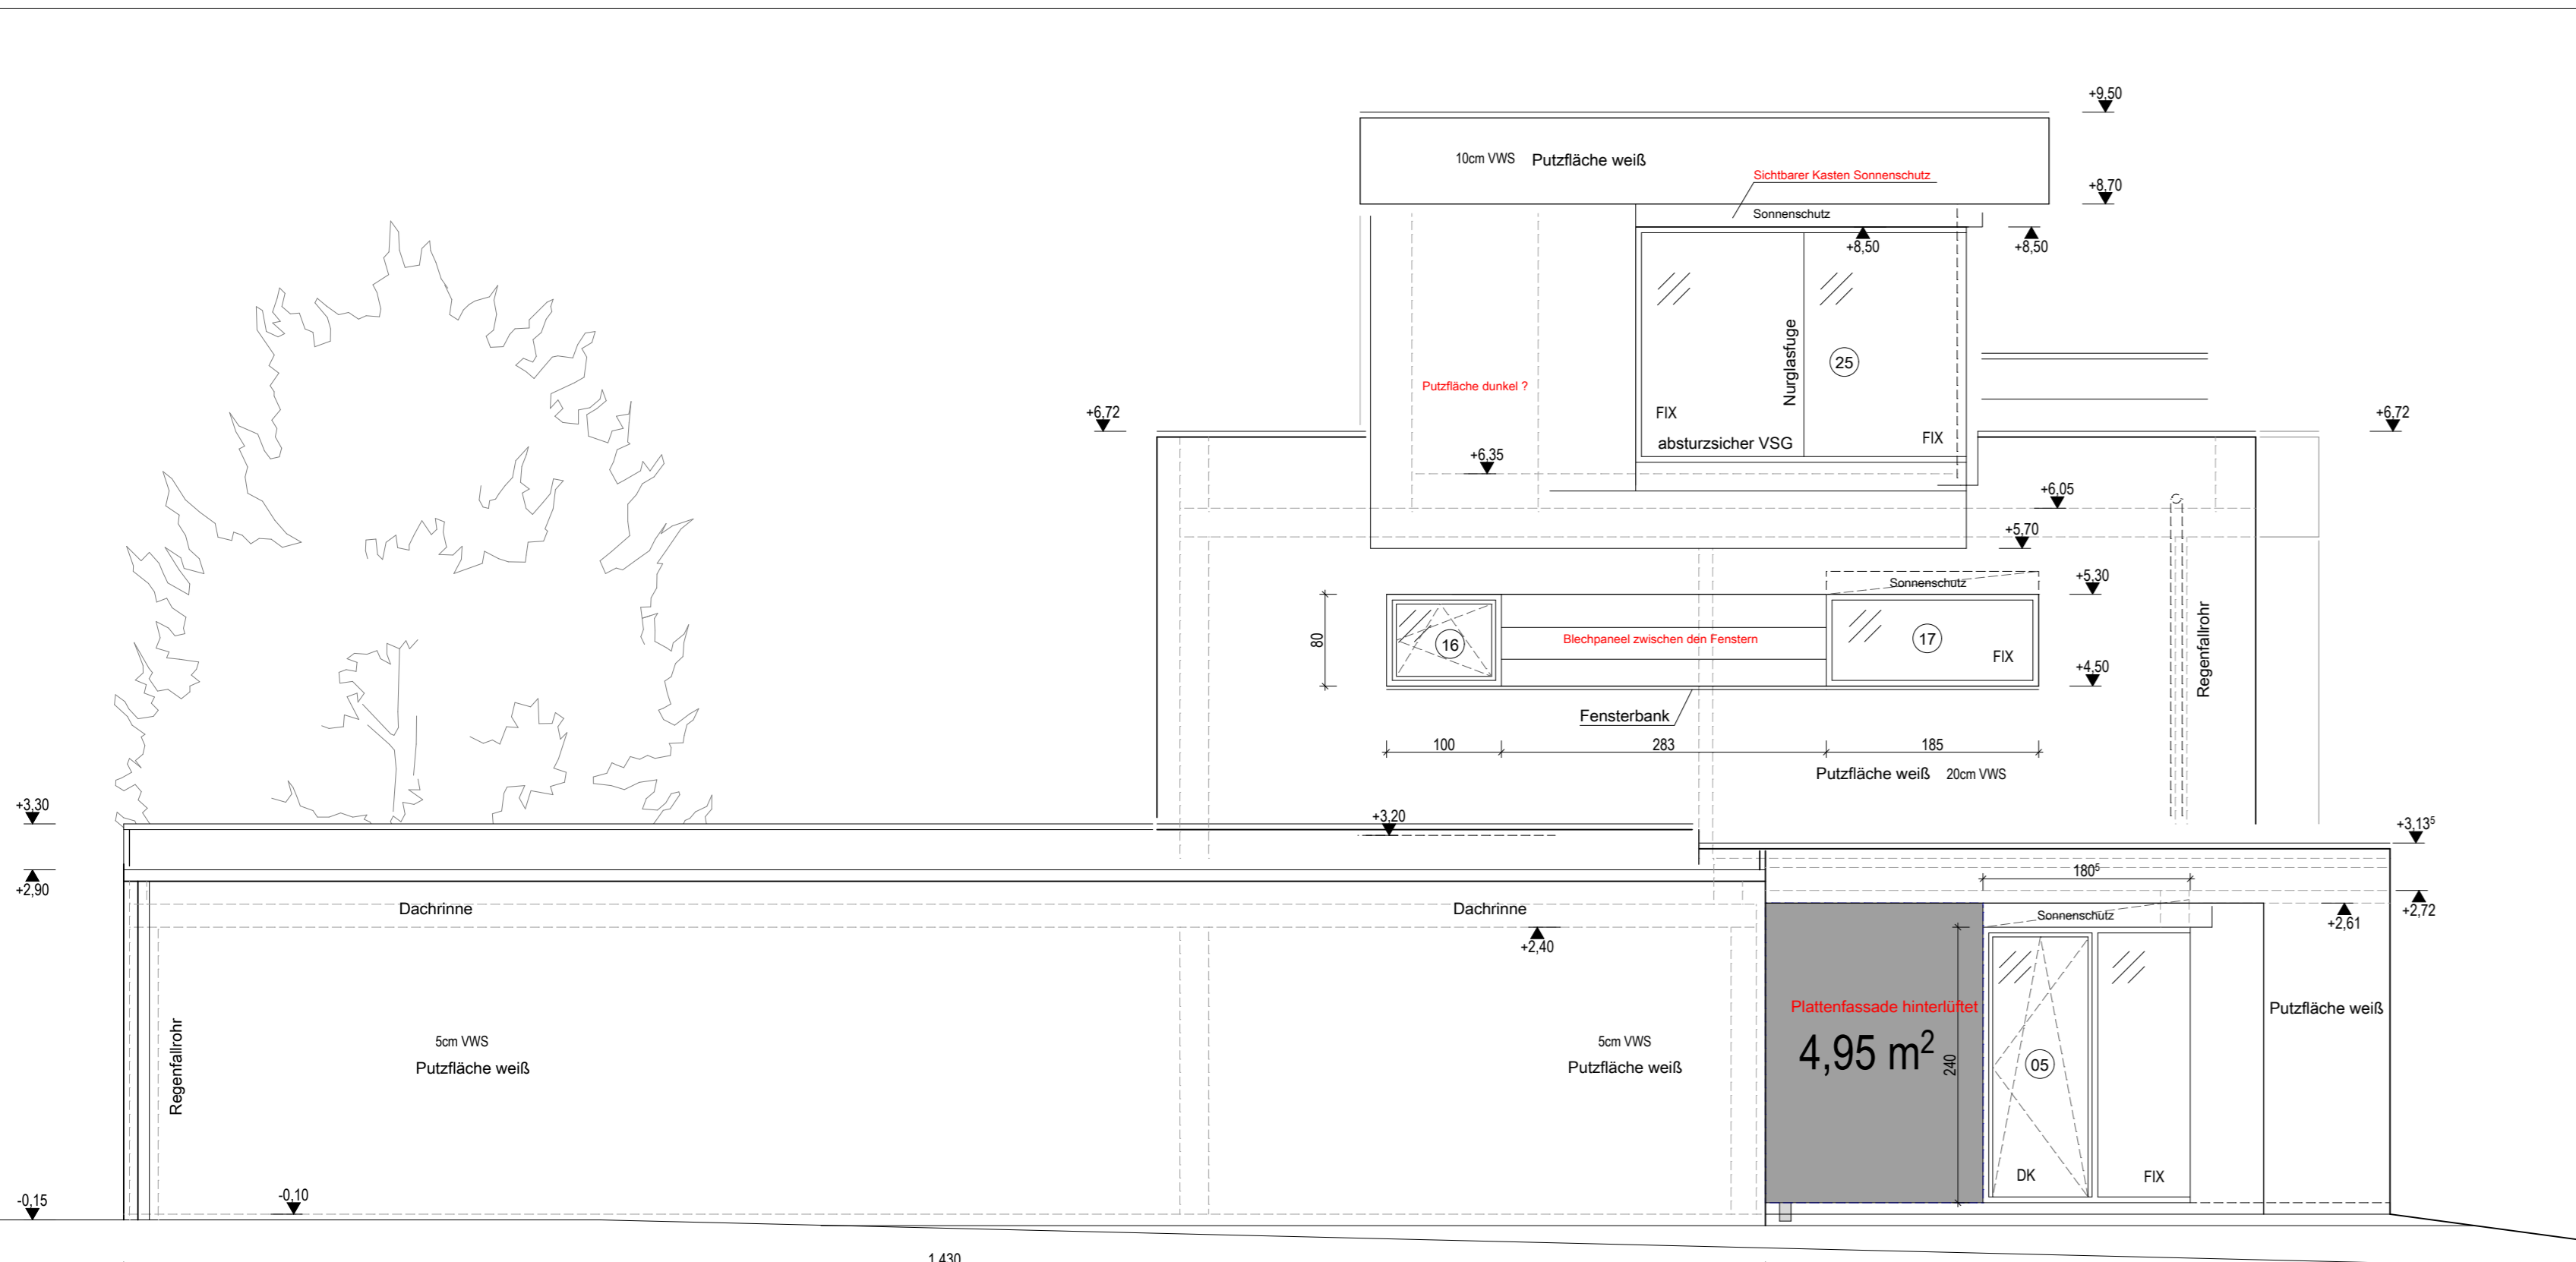 +9,50
10cm VWS Putzfläche weiß
Sichtbarer Kasten Sonnenschutz
+8,70
Sonnenschutz
+8,50
+8,50
Nurglasfuge
25
Putzfläche dunkel ?
FIX
absturzsicher VSG
FIX
+6,72
+6,72
+6,35
+6,05
+5,70
Sonnenschutz
+5,30
80
16
Blechpaneel zwischen den Fenstern
17
FIX
+4,50
Regenfallrohr
Fensterbank
100
283
185
Putzfläche weiß 20cm VWS
+3,30
+3,20
+3,13⁵
+2,90
180⁵
Dachrinne
Dachrinne
Sonnenschutz
+2,72
+2,61
+2,40
Plattenfassade hinterlüftet
4,95 m²
240
05
Putzfläche weiß
Regenfallrohr
5cm VWS
Putzfläche weiß
5cm VWS
Putzfläche weiß
DK
FIX
-0,15
-0,10
1.430